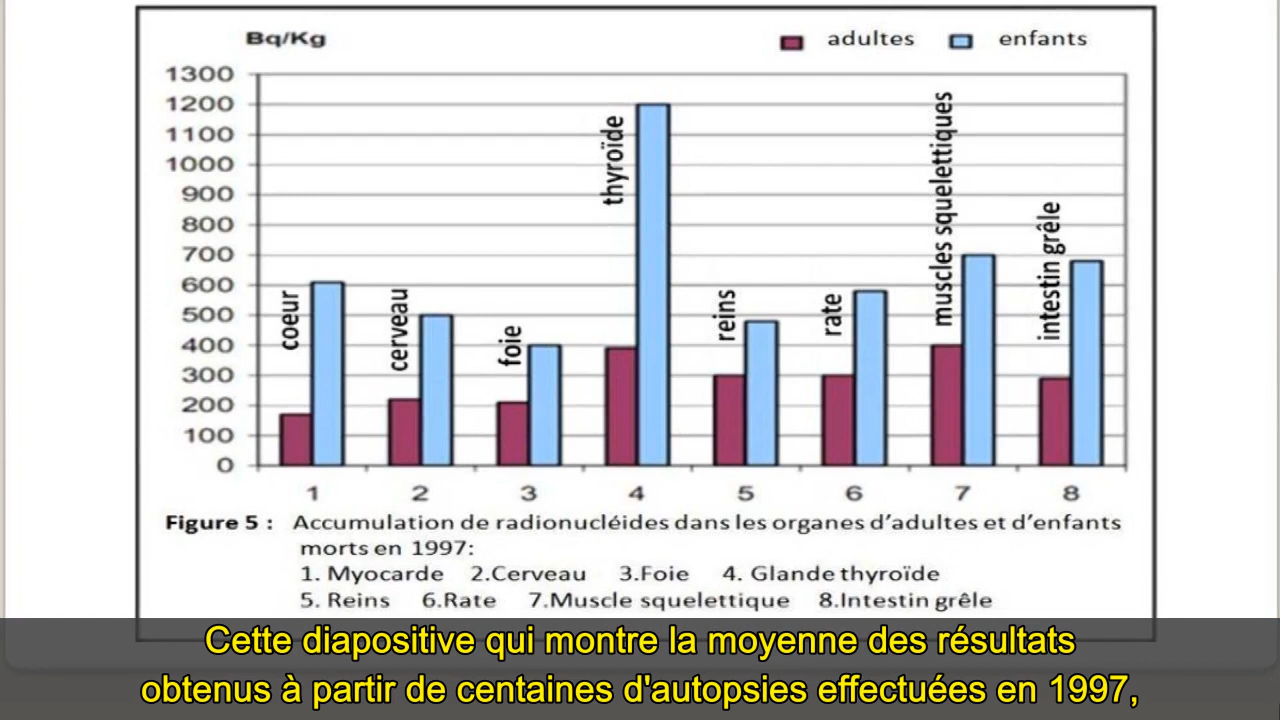 Bq/Kg
adultes enfants
1300
1200
1100
1000
900
800
700
600
500
400
300
200
100
0
coeur
cerveau
foie
thyroïde
reins
rate
muscles squelettiques
intestin grêle
1 2 3 4 5 6 7 8
Figure 5 : Accumulation de radionucléides dans les organes d'adultes et d'enfants
morts en 1997:
1. Myocarde 2.Cerveau 3.Foie 4. Glande thyroïde
5. Reins 6.Rate 7.Muscle squelettique 8.Intestin grêle
Cette diapositive qui montre la moyenne des résultats
obtenus à partir de centaines d'autopsies effectuées en 1997,